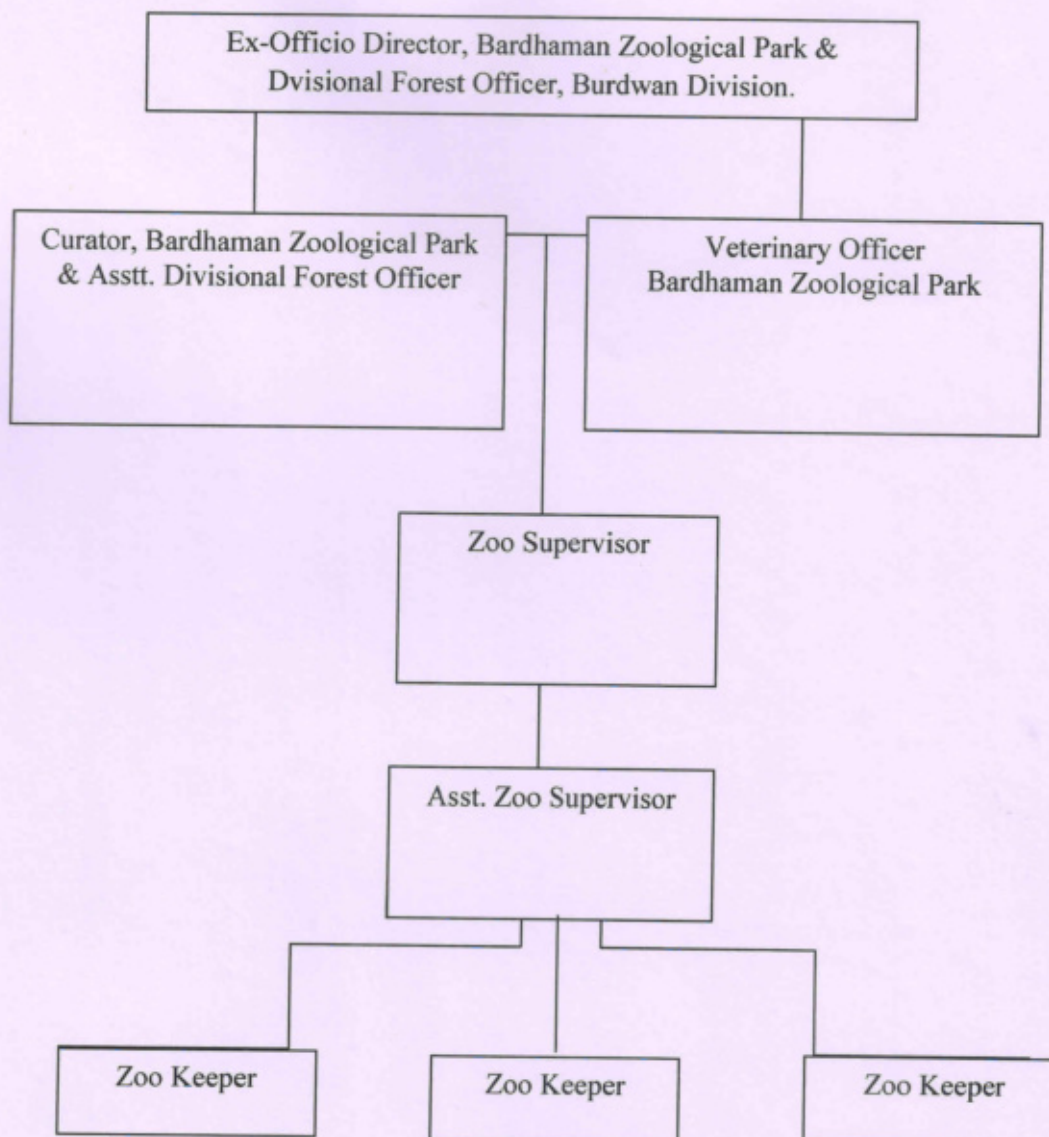 Ex-Officio Director, Bardhaman Zoological Park &
Dvisional Forest Officer, Burdwan Division.
Curator, Bardhaman Zoological Park
& Asstt. Divisional Forest Officer
Veterinary Officer
Bardhaman Zoological Park
Zoo Supervisor
Asst. Zoo Supervisor
Zoo Keeper
Zoo Keeper
Zoo Keeper